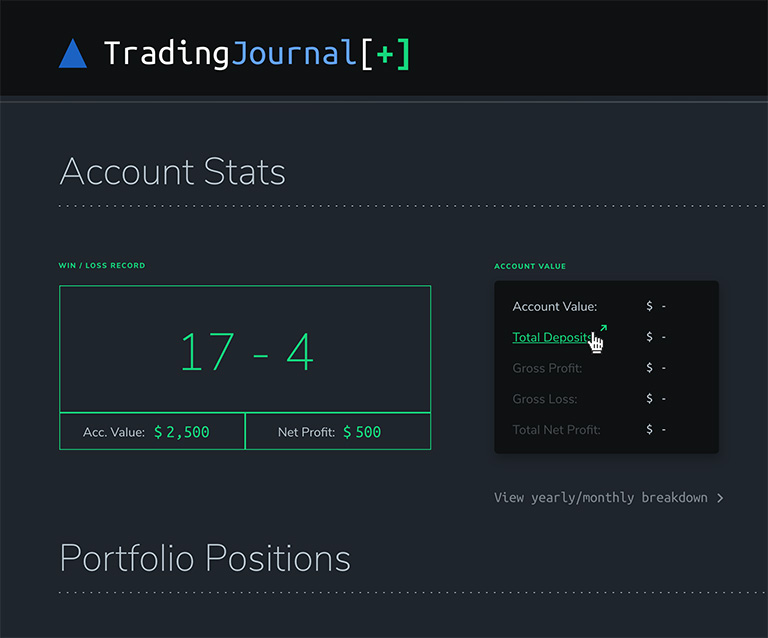 TradingJournal[+]
Account Stats
WIN / LOSS RECORD
17 - 4
Acc. Value: $ 2,500
Net Profit: $ 500
ACCOUNT VALUE
Account Value: $ -
Total Deposits $ -
Gross Profit: $ -
Gross Loss: $ -
Total Net Profit: $ -
View yearly/monthly breakdown >
Portfolio Positions